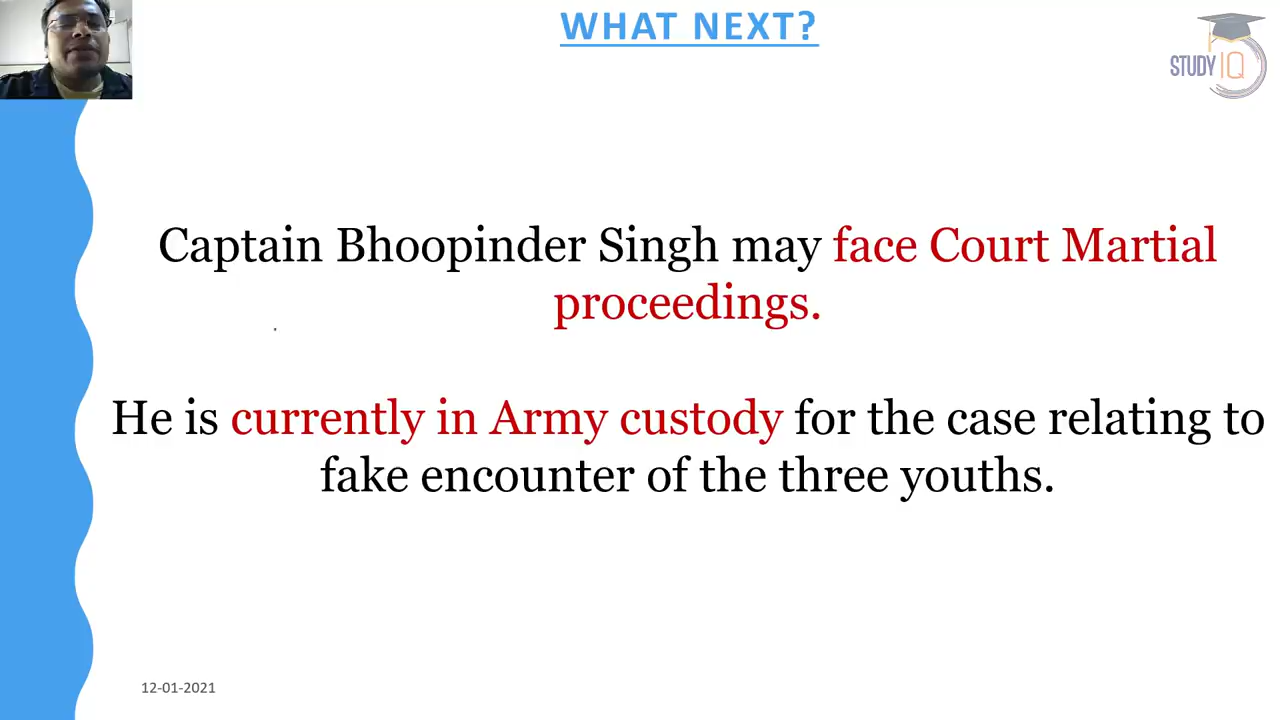 WHAT NEXT?
STUDY IQ
Captain Bhoopinder Singh may face Court Martial
proceedings.
He is currently in Army custody for the case relating to
fake encounter of the three youths.
12-01-2021